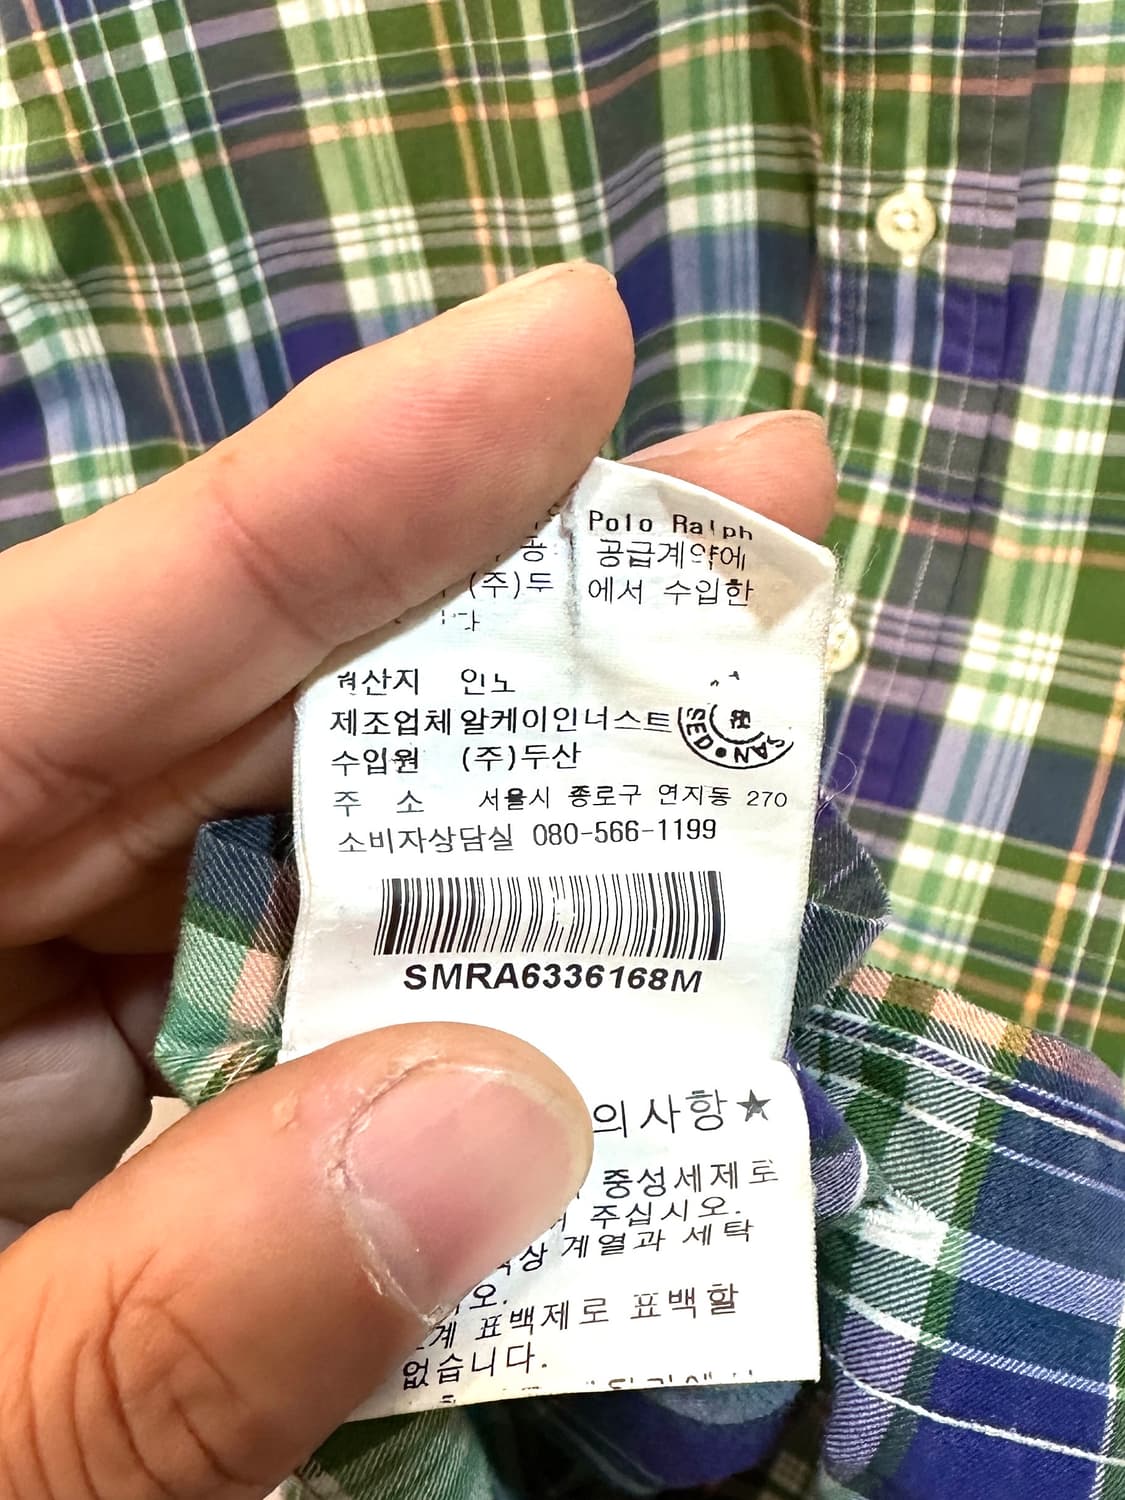 Polo Ralph
공 공급계약에
(주)두 에서 수입한
원산지
제조업체 알케이인너스트
수입원 (주)두산
주 소 서울시 종로구 연지동 270
소비자상담실 080-566-1199
SMRA6336168M
의사항★
중성세제로
주십시오.
계열과 세탁
오.
표백제로 표백할
없습니다.